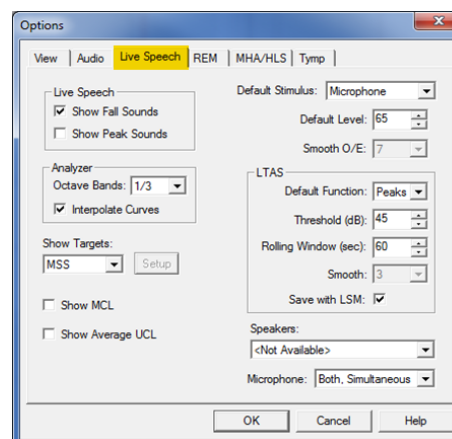 Options
View Audio Live Speech REM MHA/HLS Tymp
Live Speech
Show Fall Sounds
Show Peak Sounds
Analyzer
Octave Bands: 1/3
Interpolate Curves
Show Targets:
MSS Setup
Show MCL
Show Average UCL
Default Stimulus: Microphone
Default Level: 65
Smooth O/E: 7
LTAS
Default Function: Peaks
Threshold (dB): 45
Rolling Window (sec): 60
Smooth: 3
Save with LSM:
Speakers:
<Not Available>
Microphone: Both, Simultaneous
OK Cancel Help